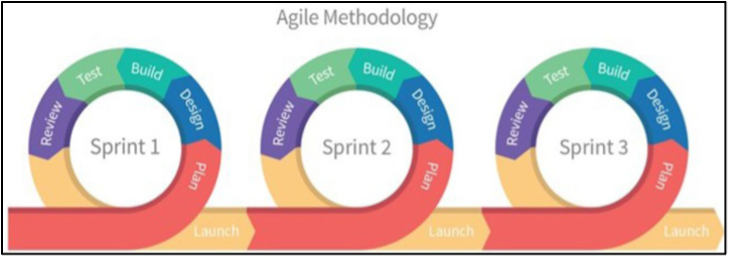 Agile Methodology
Sprint 1
Plan
Design
Build
Test
Review
Launch
Sprint 2
Plan
Design
Build
Test
Review
Launch
Sprint 3
Plan
Design
Build
Test
Review
Launch